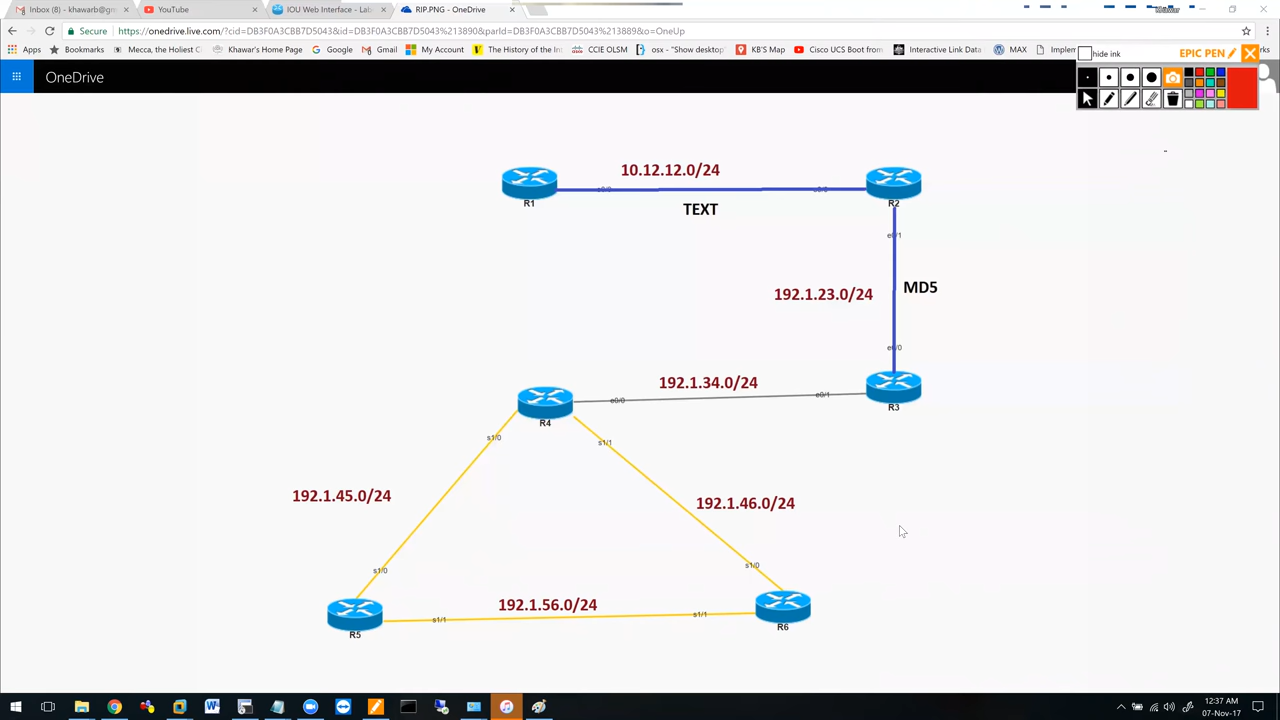 Inbox (8) - khawarb@gm
YouTube
IOU Web Interface - Lab
RIP.PNG - OneDrive
Secure
https://onedrive.live.com/?cid=DB3F0A3CBB7D5043&id=DB3F0A3CBB7D5043%213890&parId=DB3F0A3CBB7D5043%213889&o=OneUp
Apps
Bookmarks
Mecca, the Holiest C
Khawar's Home Page
Google
Gmail
My Account
The History of the In
CCIE OLSM
osx - "Show desktop
KB'S Map
Cisco UCS Boot from
Interactive Link Data
MAX
Implem
rks
hide ink
EPIC PEN
OneDrive
10.12.12.0/24
R1
R2
TEXT
e0/1
192.1.23.0/24
MD5
192.1.34.0/24
e0/0
e0/1
R3
R4
s1/0
s1/1
192.1.45.0/24
192.1.46.0/24
s1/0
s1/0
192.1.56.0/24
s1/1
s1/1
R5
R6
12:37 AM
07-Nov-17